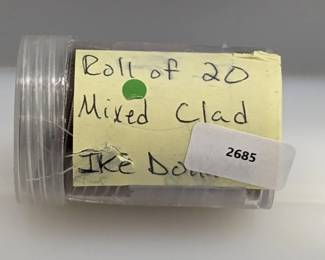 Roll of 20
Mixed Clad
IKE
2685